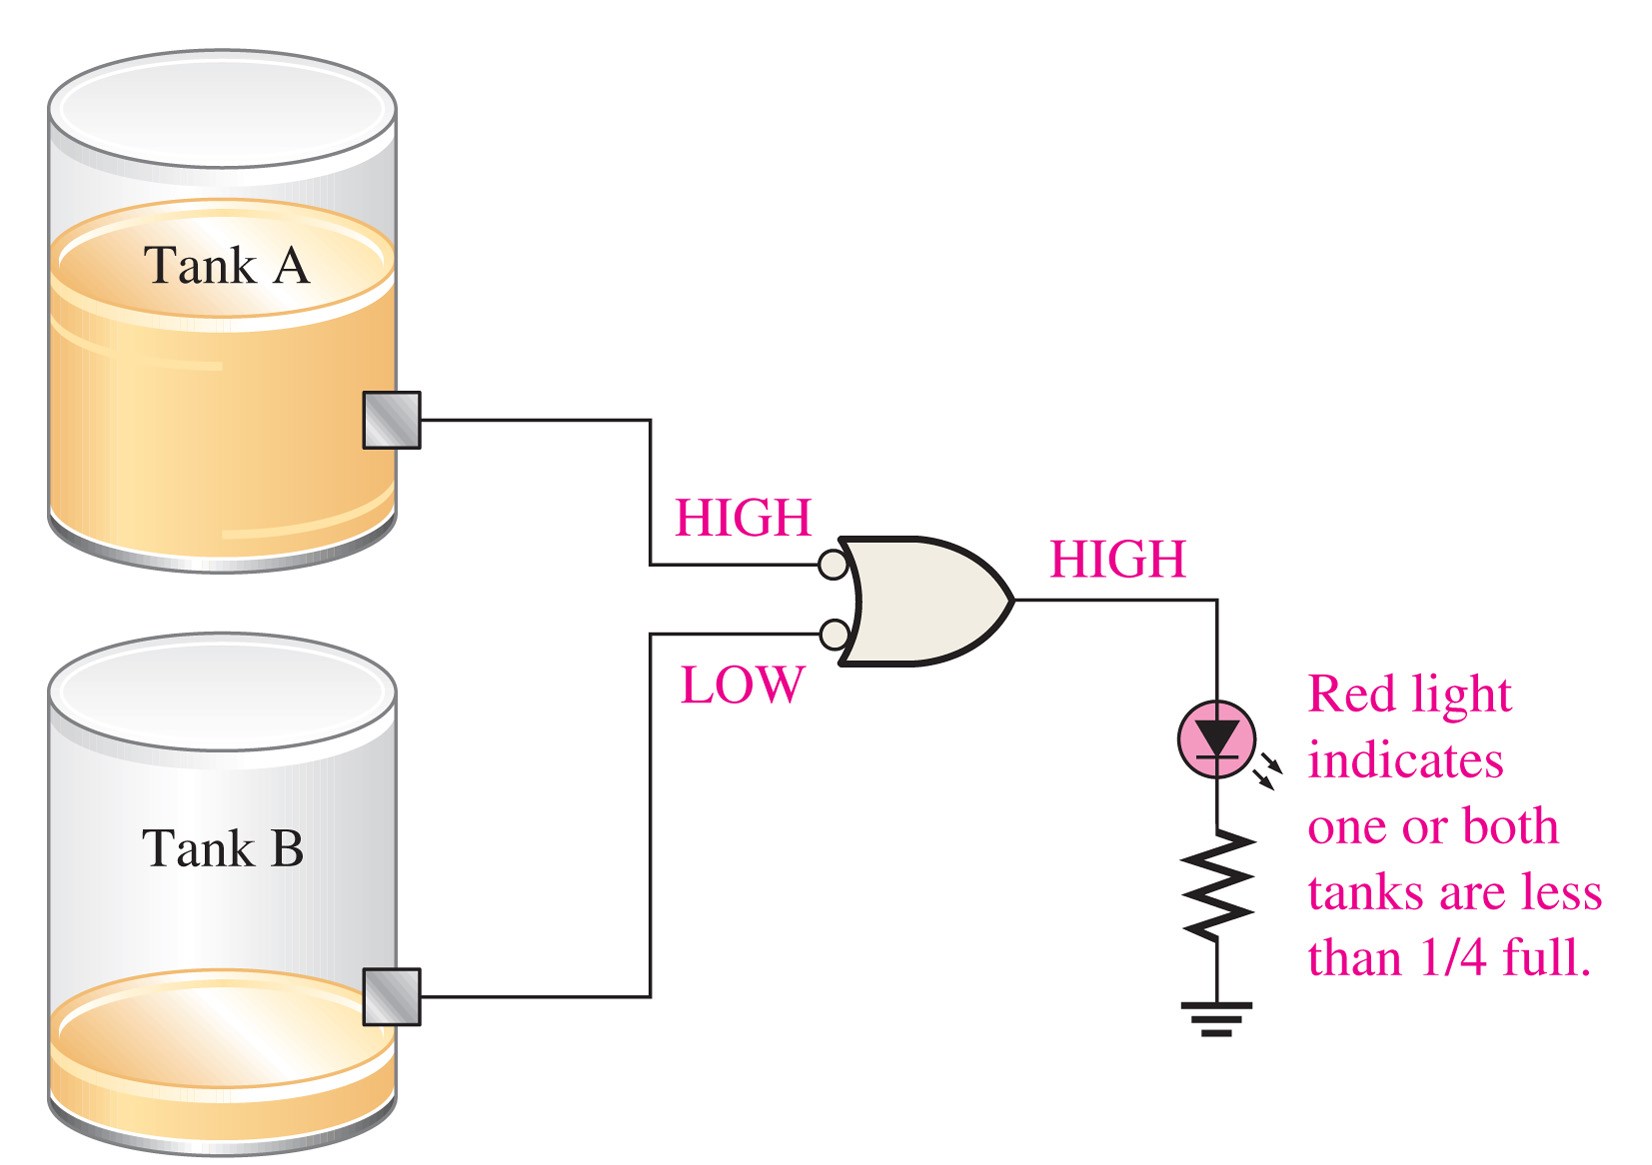 Tank A
HIGH
HIGH
LOW
Tank B
Red light
indicates
one or both
tanks are less
than 1/4 full.